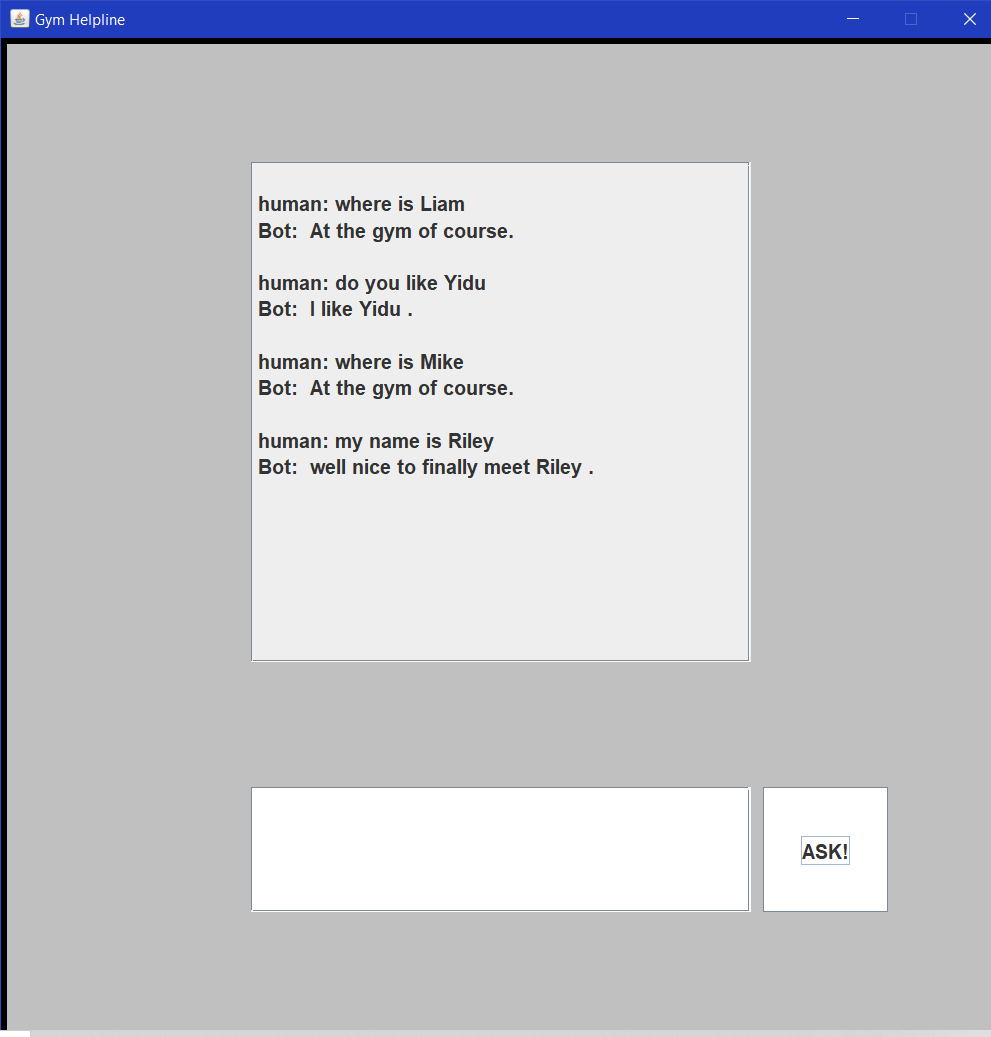 Gym Helpline
human: where is Liam
Bot:  At the gym of course.
human: do you like Yidu
Bot:  I like Yidu .
human: where is Mike
Bot:  At the gym of course.
human: my name is Riley
Bot:  well nice to finally meet Riley .
ASK!